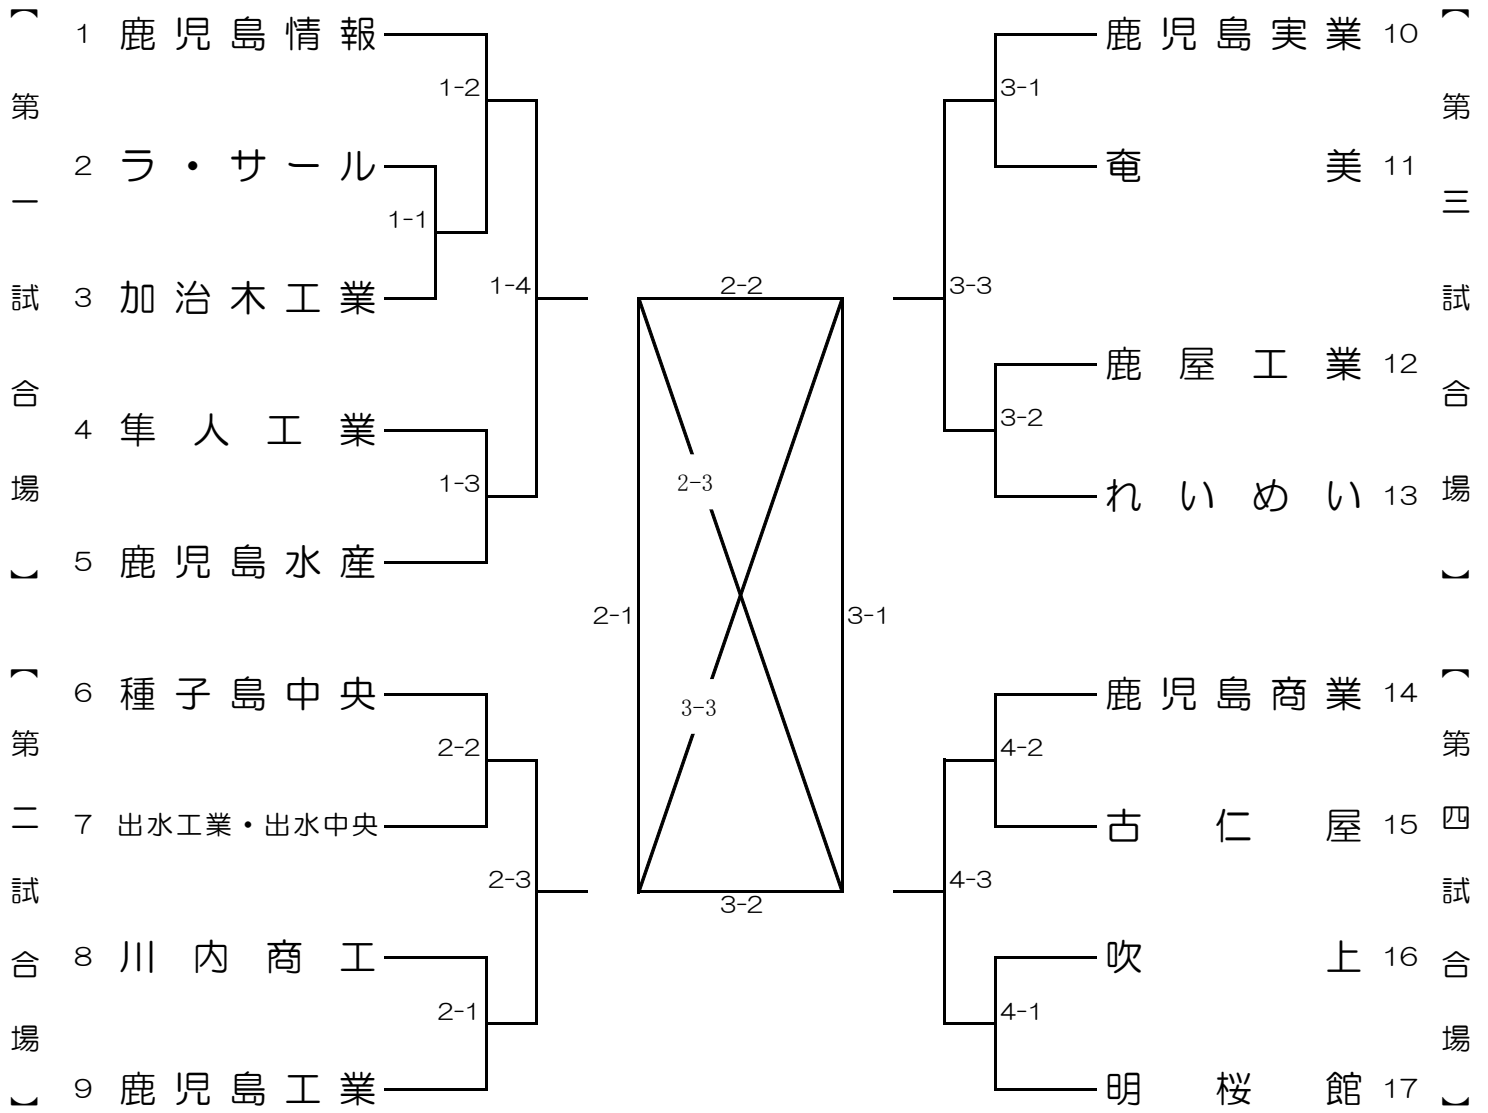 【第一試合場】
1 鹿児島情報
1-2
2 ラ・サール
1-1
3 加治木工業
1-4
4 隼人工業
1-3
5 鹿児島水産
【第二試合場】
6 種子島中央
2-2
7 出水工業・出水中央
2-3
8 川内商工
2-1
9 鹿児島工業
2-2
2-3
2-1
3-1
3-3
3-2
【第三試合場】
鹿児島実業 10
3-1
奄美 11
3-3
鹿屋工業 12
3-2
れいめい 13
【第四試合場】
鹿児島商業 14
4-2
古仁屋 15
4-3
吹上 16
4-1
明桜館 17